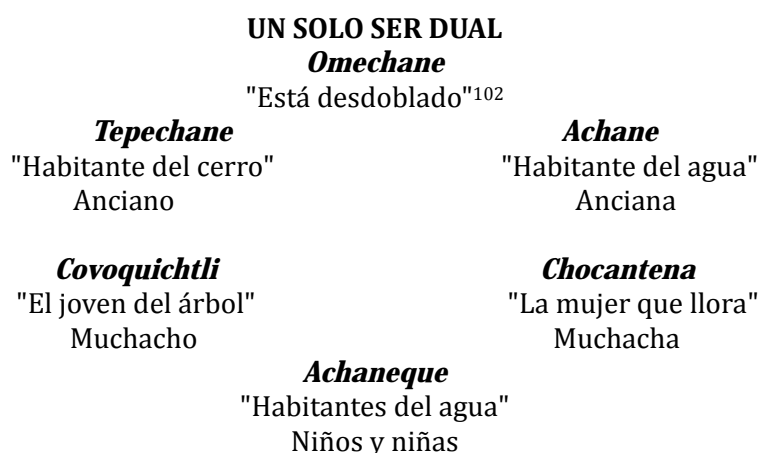 UN SOLO SER DUAL
Omechane
"Está desdoblado"102
Tepechane Achane
"Habitante del cerro" "Habitante del agua"
Anciano Anciana
Covoquichtli Chocantena
"El joven del árbol" "La mujer que llora"
Muchacho Muchacha
Achaneque
"Habitantes del agua"
Niños y niñas